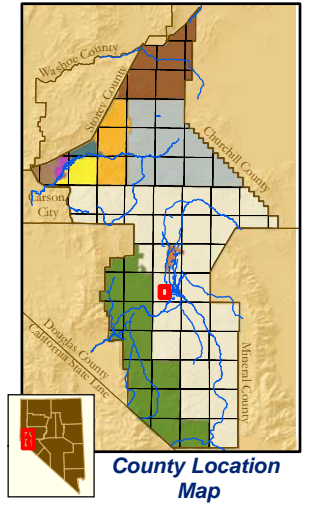 Washoe County
Storey County
Churchill County
Carson
City
Douglas County
California State Line
Mineral County
County Location
Map